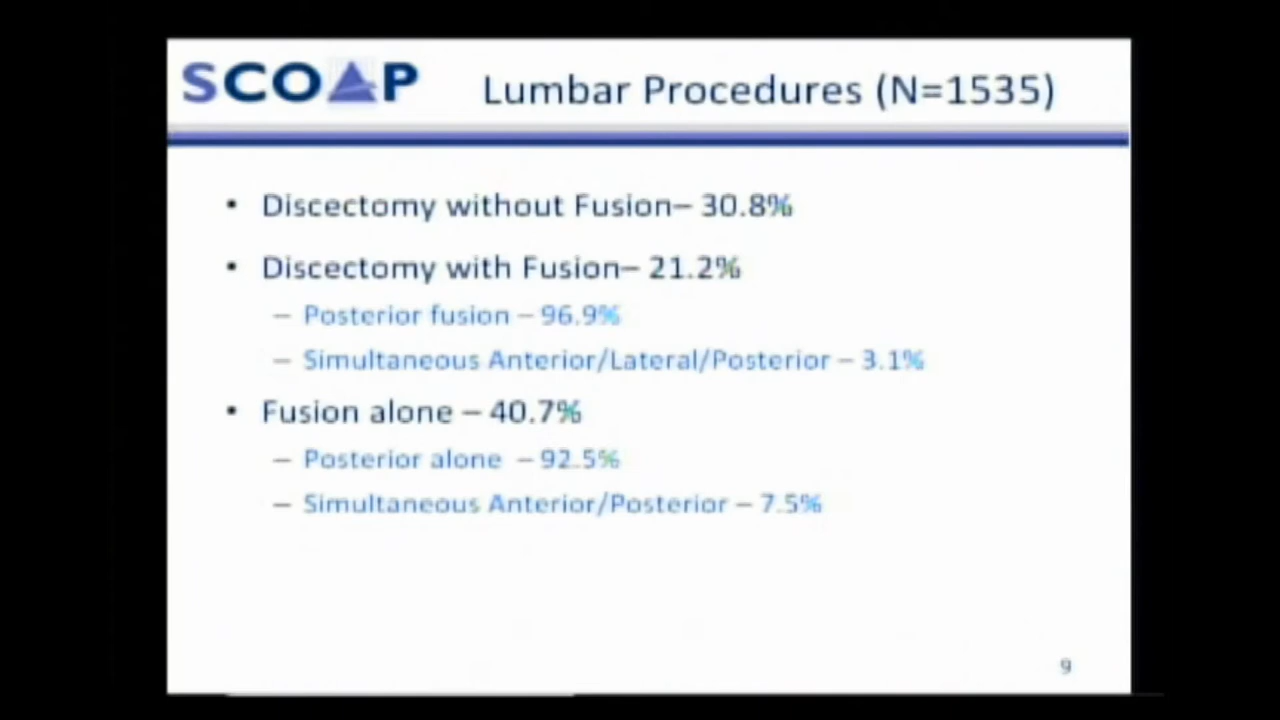 SCOAP
Lumbar Procedures (N=1535)
• Discectomy without Fusion– 30.8%
• Discectomy with Fusion– 21.2%
– Posterior fusion – 96.9%
– Simultaneous Anterior/Lateral/Posterior – 3.1%
• Fusion alone – 40.7%
– Posterior alone – 92.5%
– Simultaneous Anterior/Posterior – 7.5%
9